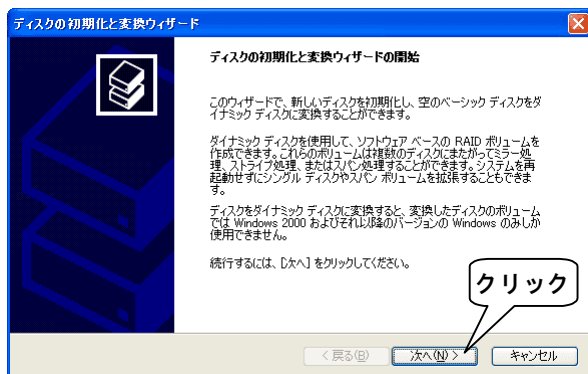 ディスクの初期化と変換ウィザード
ディスクの初期化と変換ウィザードの開始
このウィザードで、新しいディスクを初期化し、空のベーシック ディスクをダ
イナミック ディスクに変換することができます。
ダイナミック ディスクを使用して、ソフトウェア ベースの RAID ボリュームを
作成できます。これらのボリュームは複数のディスクにまたがってミラー処
理、ストライプ処理、またはスパン処理することができます。システムを再
起動せずにシングル ディスクやスパン ボリュームを拡張することもできま
す。
ディスクをダイナミック ディスクに変換すると、変換したディスクのボリューム
では Windows 2000 およびそれ以降のバージョンの Windows のみしか
使用できません。
続行するには、[次へ] をクリックしてください。
クリック
< 戻る(B)
次へ(N) >
キャンセル